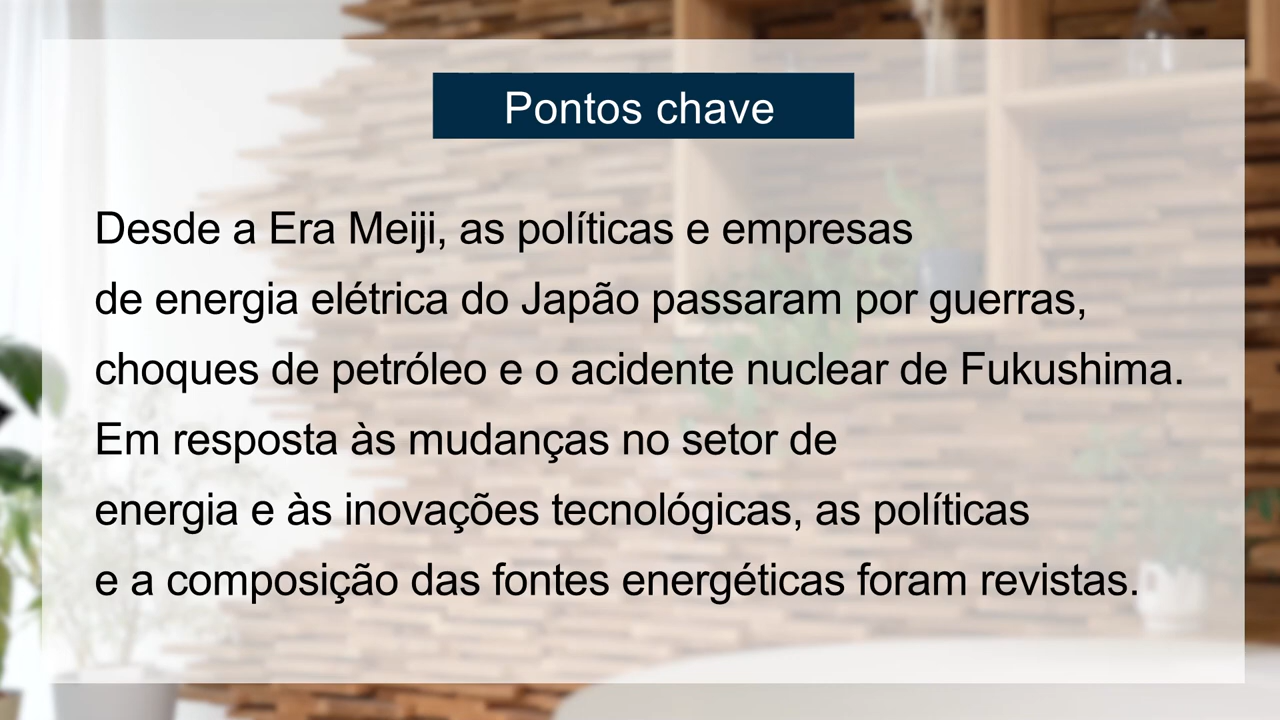 Pontos chave
Desde a Era Meiji, as políticas e empresas
de energia elétrica do Japão passaram por guerras,
choques de petróleo e o acidente nuclear de Fukushima.
Em resposta às mudanças no setor de
energia e às inovações tecnológicas, as políticas
e a composição das fontes energéticas foram revistas.